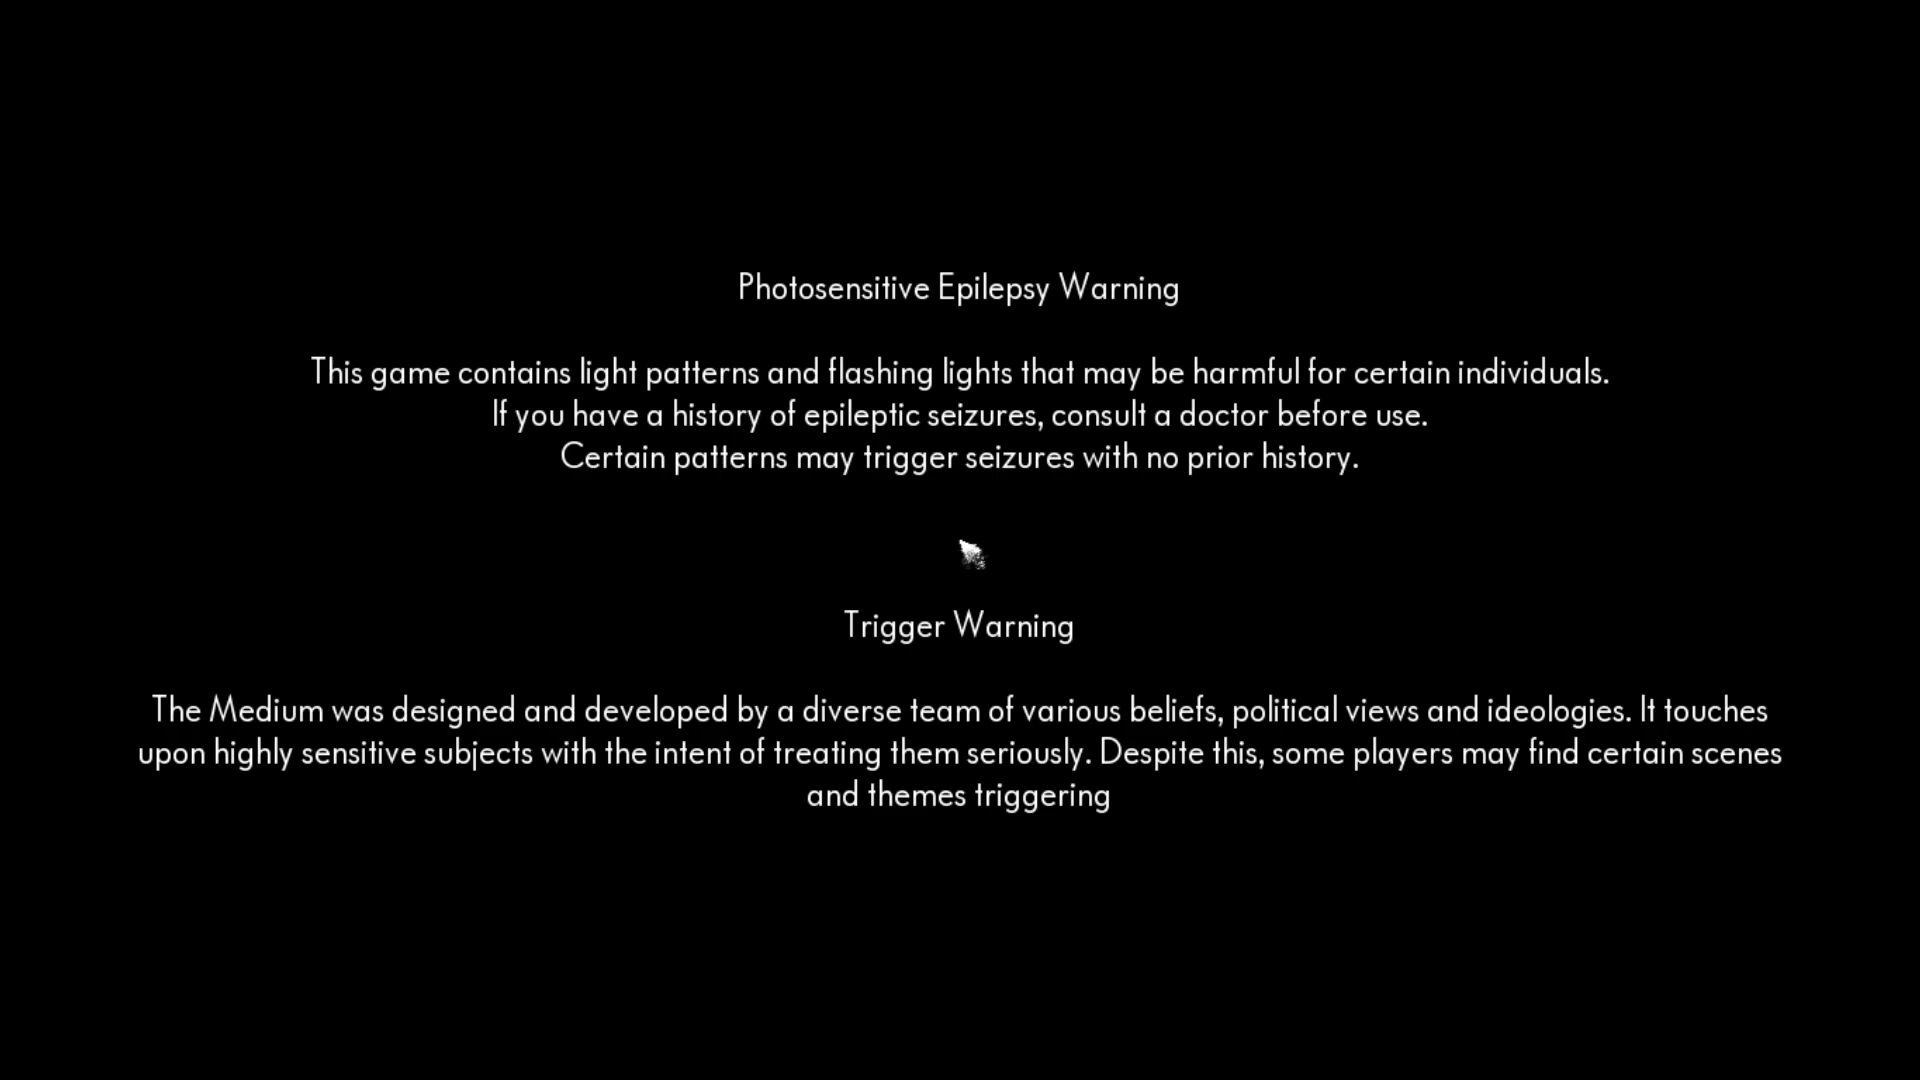 Photosensitive Epilepsy Warning
This game contains light patterns and flashing lights that may be harmful for certain individuals.
If you have a history of epileptic seizures, consult a doctor before use.
Certain patterns may trigger seizures with no prior history.
Trigger Warning
The Medium was designed and developed by a diverse team of various beliefs, political views and ideologies. It touches
upon highly sensitive subjects with the intent of treating them seriously. Despite this, some players may find certain scenes
and themes triggering